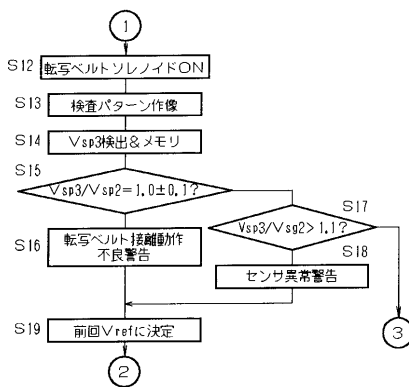 1
S12
転写ベルトソレノイドON
S13
検査パターン作像
S14
Vsp3検出&メモリ
S15
Vsp3/Vsp2=1.0±0.1?
S17
Vsp3/Vsg2>1.1?
S16
転写ベルト接離動作
不良警告
S18
センサ異常警告
S19
前回Vrefに決定
2
3